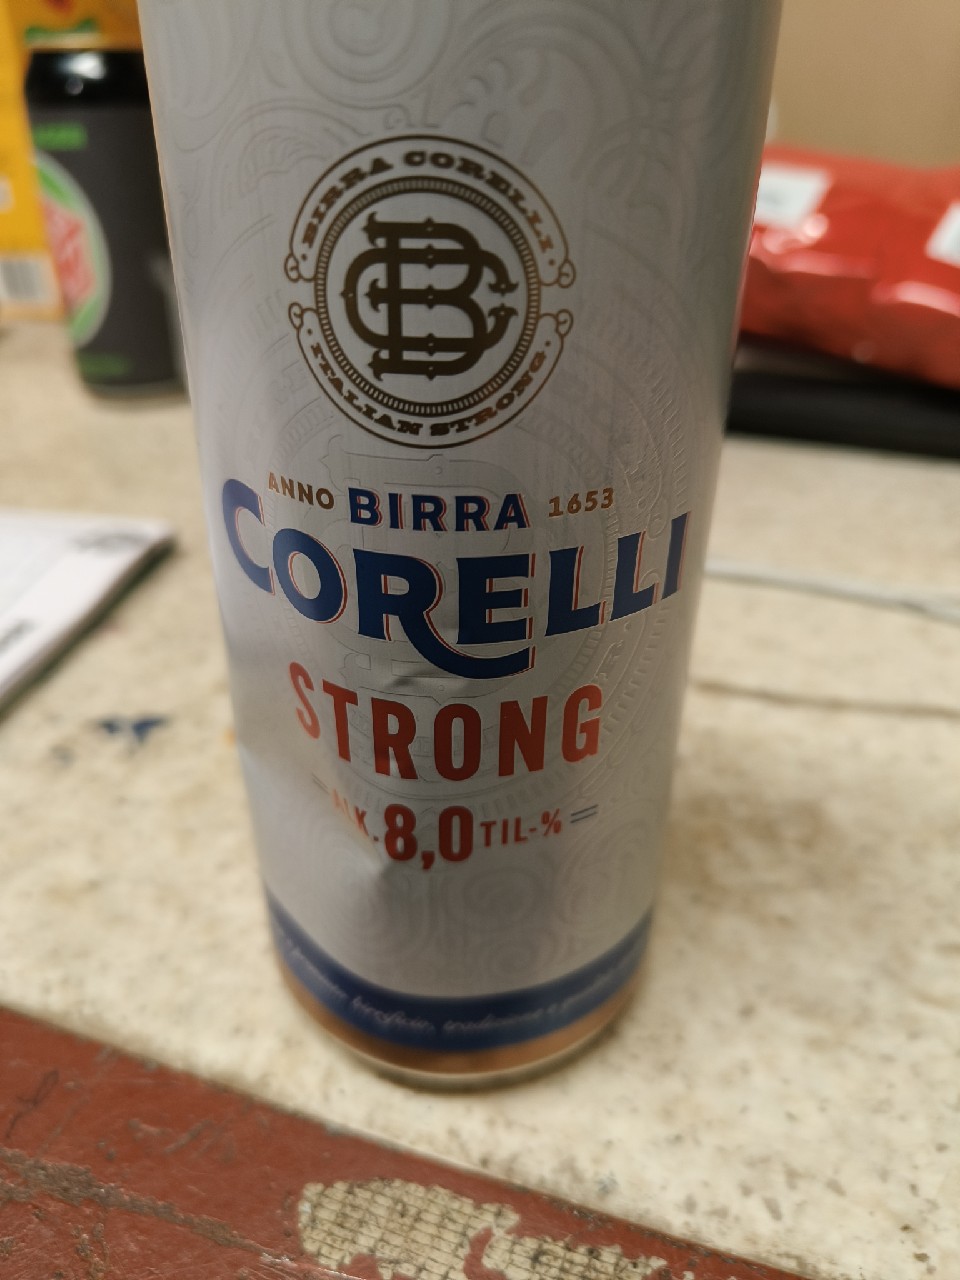 BIRRA CORELLI
CB
ITALIAN STRONG
ANNO BIRRA 1653
CORELLI
STRONG
ALK. 8,0 TIL-%